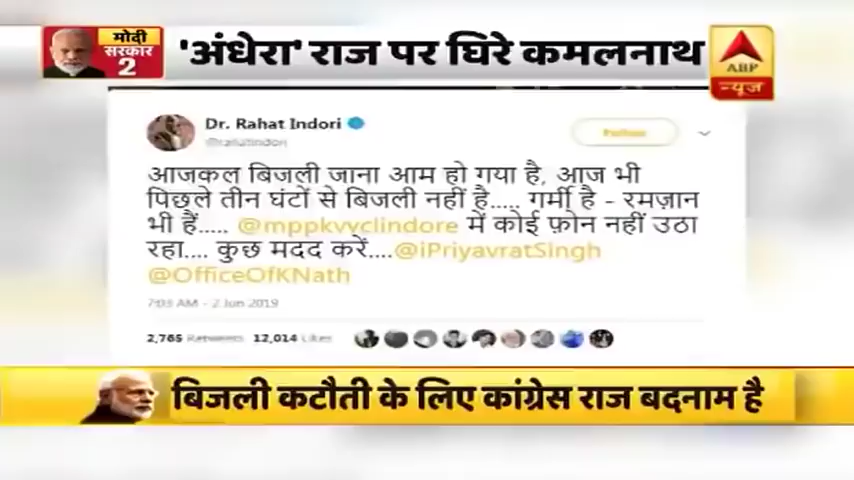 मोदी
सरकार
2
'अंधेरा' राज पर घिरे कमलनाथ
ABP
न्यूज़
Dr. Rahat Indori
@rahatindori
Follow
आजकल बिजली जाना आम हो गया है, आज भी
पिछले तीन घंटों से बिजली नहीं है..... गर्मी है - रमज़ान
भी हैं..... @mppkvvclindore में कोई फ़ोन नहीं उठा
रहा.... कुछ मदद करें....@iPriyavratSingh
@OfficeOfKNath
7:03 AM - 2 Jun 2019
2,765 Retweets 12,014 Likes
बिजली कटौती के लिए कांग्रेस राज बदनाम है